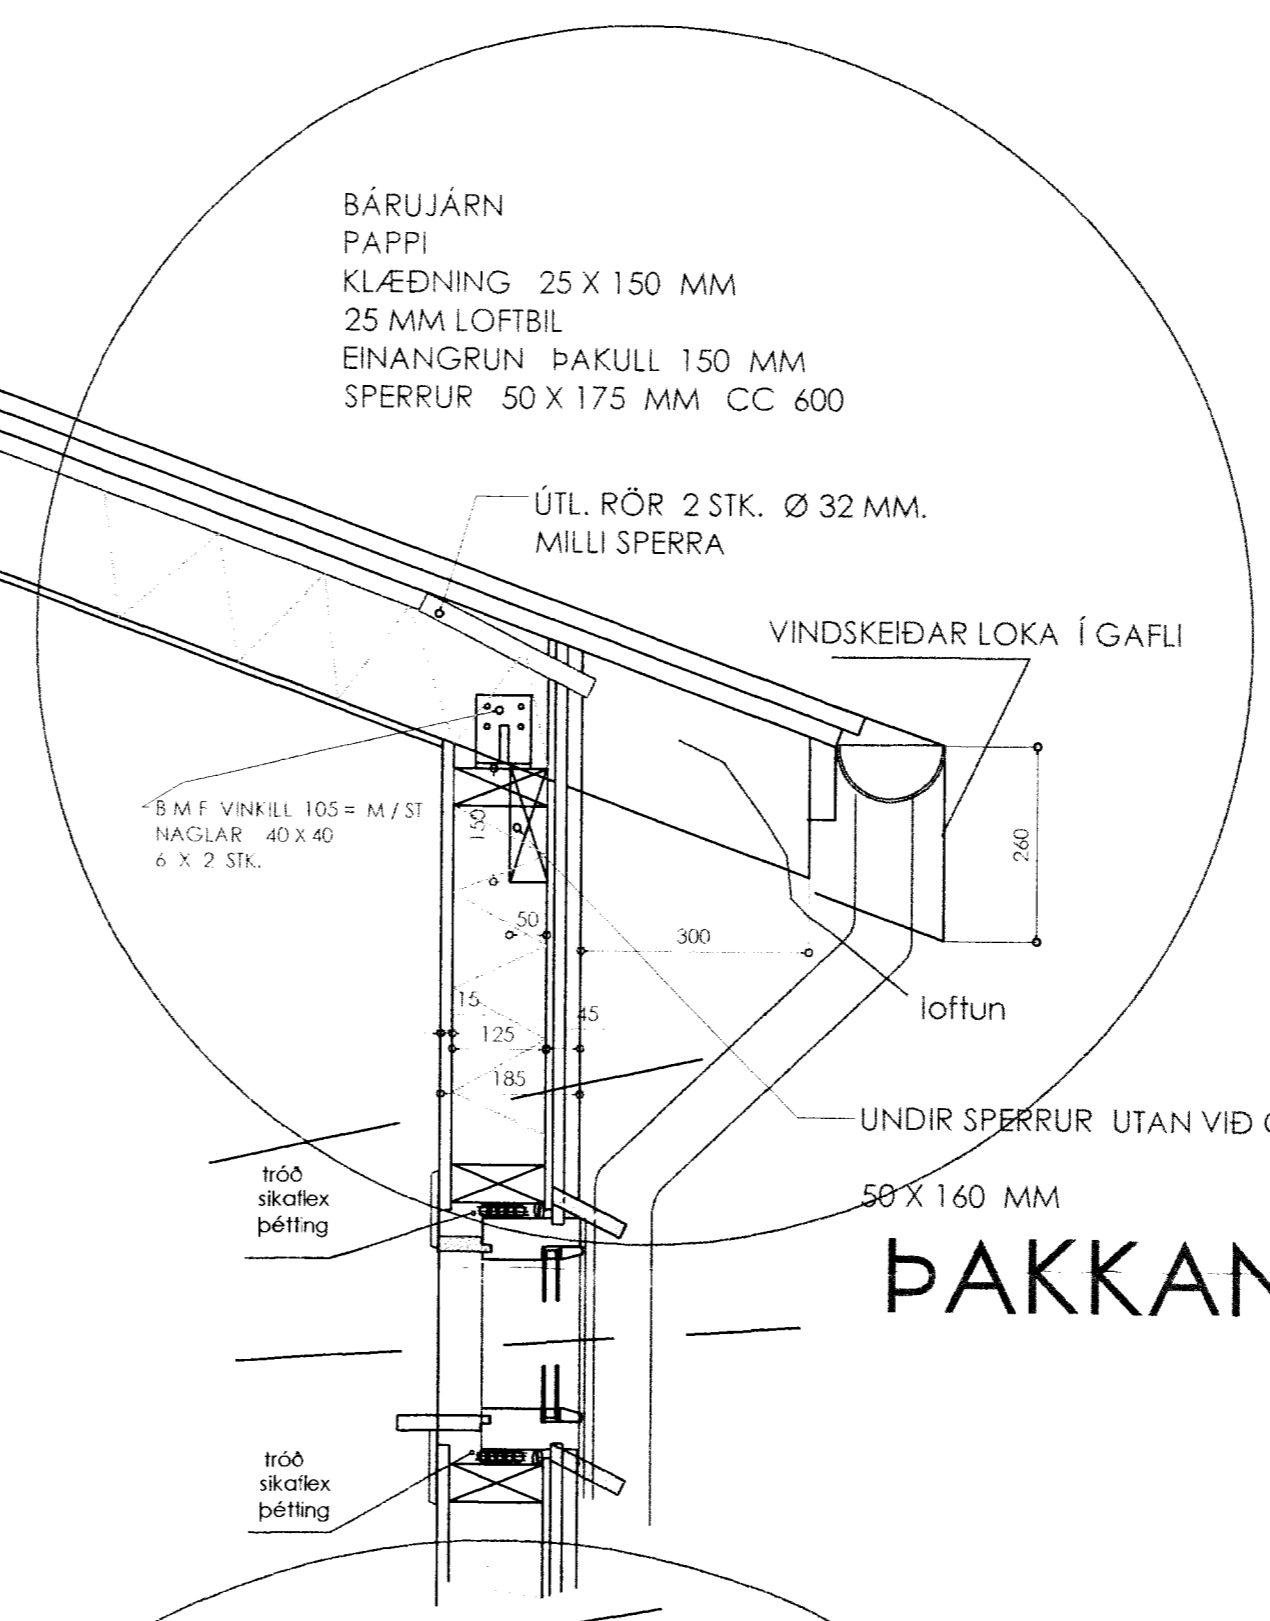 BÁRUJÁRN
PAPPI
KLÆÐNING 25 X 150 MM
25 MM LOFTBIL
EINANGRUN ÞAKULL 150 MM
SPERRUR 50 X 175 MM CC 600
ÚTL. RÖR 2 STK. Ø 32 MM.
MILLI SPERRA
VINDSKEIÐAR LOKA Í GAFLI
B M F VINKILL 105 = M / ST
NAGLAR 40 X 40
6 X 2 STK.
150
260
50
300
loftun
15
45
125
185
UNDIR SPERRUR UTAN VIÐ
tróð
sikaflex
þétting
50 X 160 MM
ÞAKKAN
tróð
sikaflex
þétting